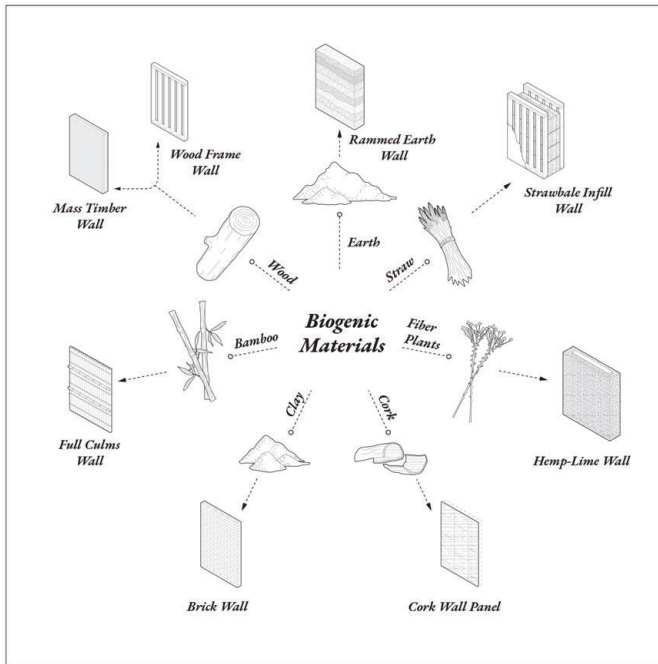 Rammed Earth
Wall
Wood Frame
Wall
Strawbale Infill
Wall
Mass Timber
Wall
Earth
Straw
Wood
Biogenic
Materials
Fiber
Plants
Bamboo
Clay
Cork
Full Culms
Wall
Hemp-Lime Wall
Brick Wall
Cork Wall Panel